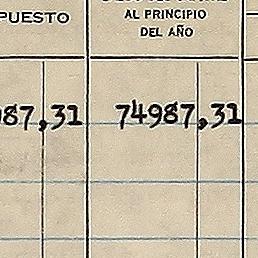 PUESTO
AL PRINCIPIO
DEL AÑO
87,31 74987,31